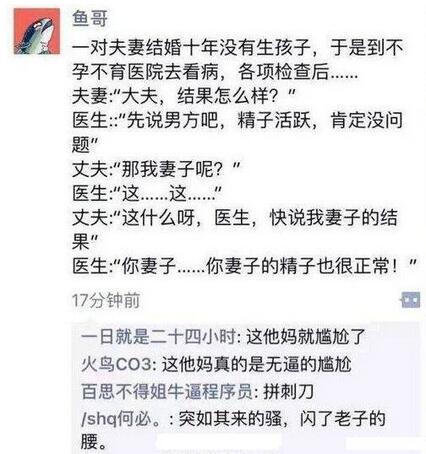 鱼哥
一对夫妻结婚十年没有生孩子，于是到不
孕不育医院去看病，各项检查后……
夫妻:“大夫，结果怎么样？”
医生::“先说男方吧，精子活跃，肯定没问
题”
丈夫:“那我妻子呢？”
医生:“这……这……”
丈夫:“这什么呀，医生，快说我妻子的结
果”
医生:“你妻子……你妻子的精子也很正常！”
17分钟前
一日就是二十四小时: 这他妈就尴尬了
火鸟CO3: 这他妈真的是无逼的尴尬
百思不得姐牛逼程序员: 拼刺刀
/shq何必。: 突如其来的骚，闪了老子的
腰。